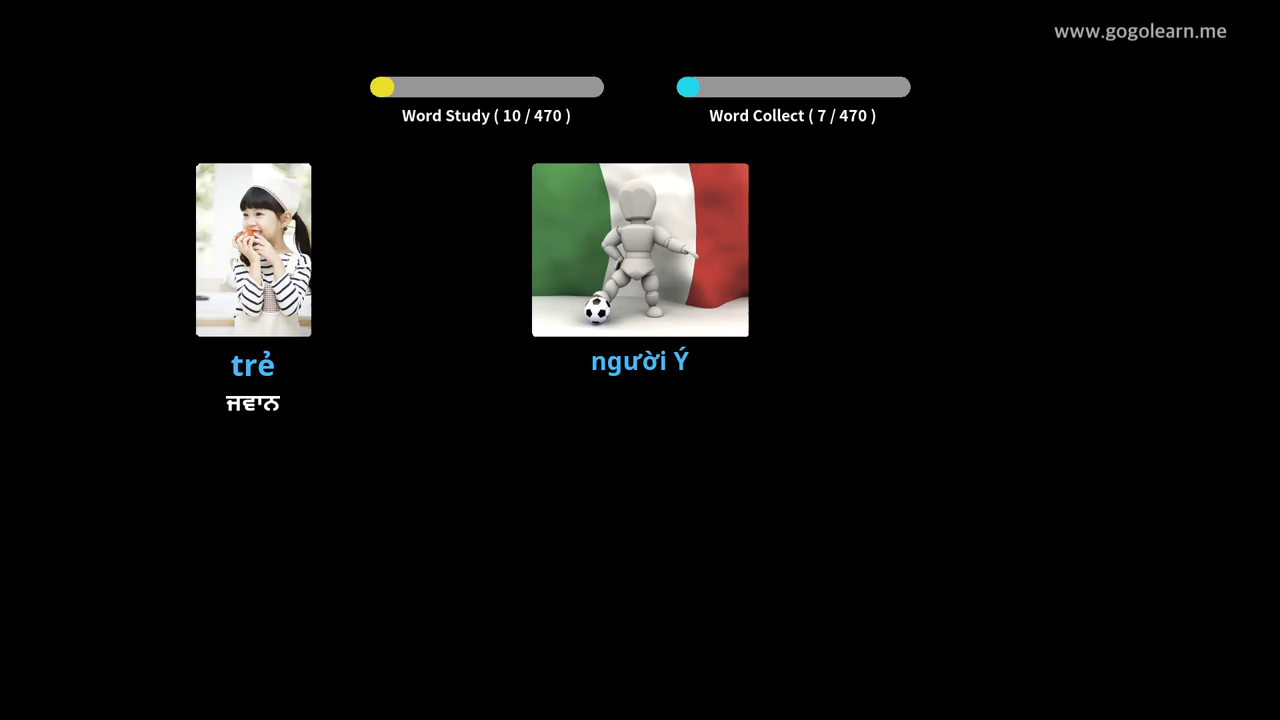 www.gogolearn.me
Word Study ( 10 / 470 )
Word Collect ( 7 / 470 )
trẻ
ਜਵਾਨ
người Ý